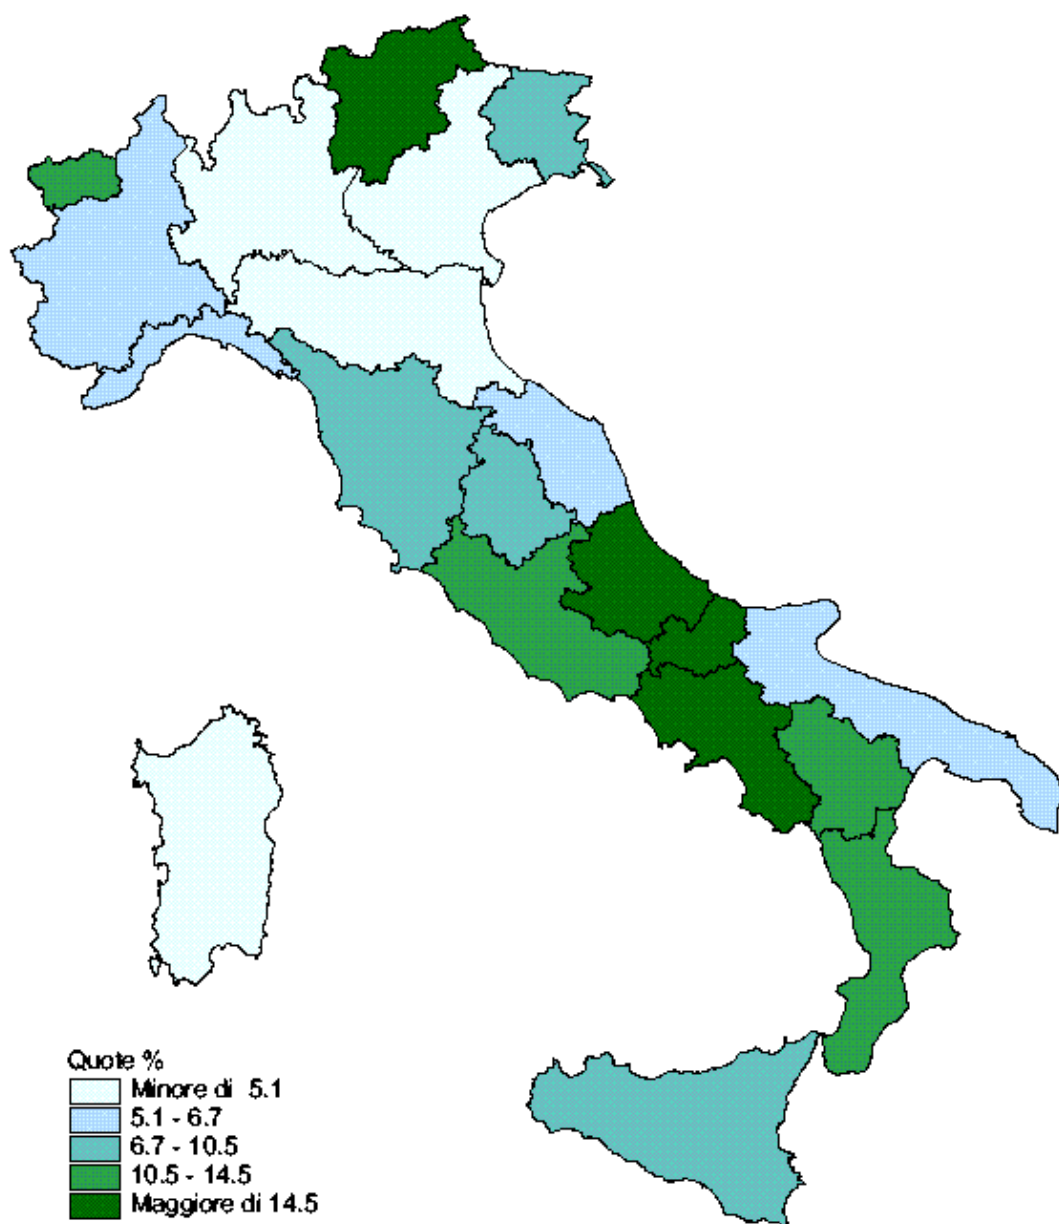 Quote %
Minore di 5.1
5.1 - 6.7
6.7 - 10.5
10.5 - 14.5
Maggiore di 14.5